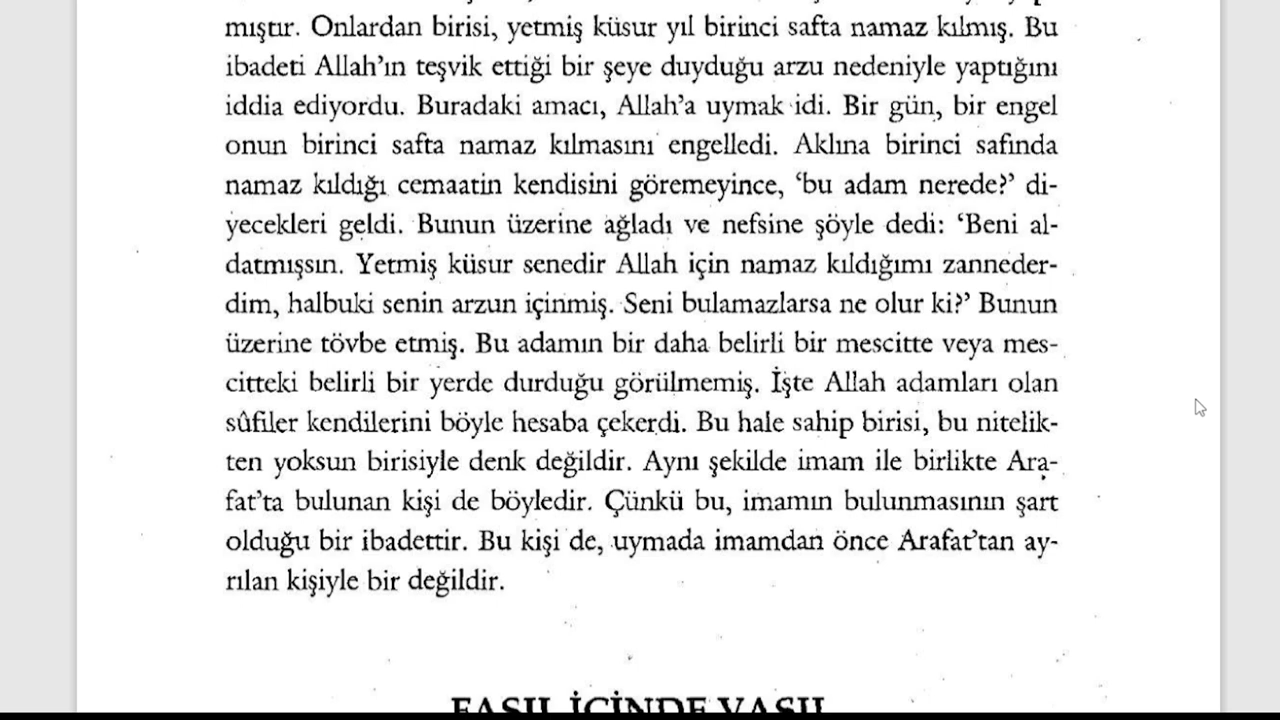 mıştır. Onlardan birisi, yetmiş küsur yıl birinci safta namaz kılmış. Bu
ibadeti Allah’ın teşvik ettiği bir şeye duyduğu arzu nedeniyle yaptığını
iddia ediyordu. Buradaki amacı, Allah’a uymak idi. Bir gün, bir engel
onun birinci safta namaz kılmasını engelledi. Aklına birinci safında
namaz kıldığı cemaatin kendisini göremeyince, ‘bu adam nerede?’ di-
yecekleri geldi. Bunun üzerine ağladı ve nefsine şöyle dedi: ‘Beni al-
datmışsın. Yetmiş küsur senedir Allah için namaz kıldığımı zanneder-
dim, halbuki senin arzun içinmiş. Seni bulamazlarsa ne olur ki?’ Bunun
üzerine tövbe etmiş. Bu adamın bir daha belirli bir mescitte veya mes-
citteki belirli bir yerde durduğu görülmemiş. İşte Allah adamları olan
sûfiler kendilerini böyle hesaba çekerdi. Bu hale sahip birisi, bu nitelik-
ten yoksun birisiyle denk değildir. Aynı şekilde imam ile birlikte Ara-
fat’ta bulunan kişi de böyledir. Çünkü bu, imamın bulunmasının şart
olduğu bir ibadettir. Bu kişi de, uymada imamdan önce Arafat’tan ay-
rılan kişiyle bir değildir.
FASIL İÇİNDE VASIL